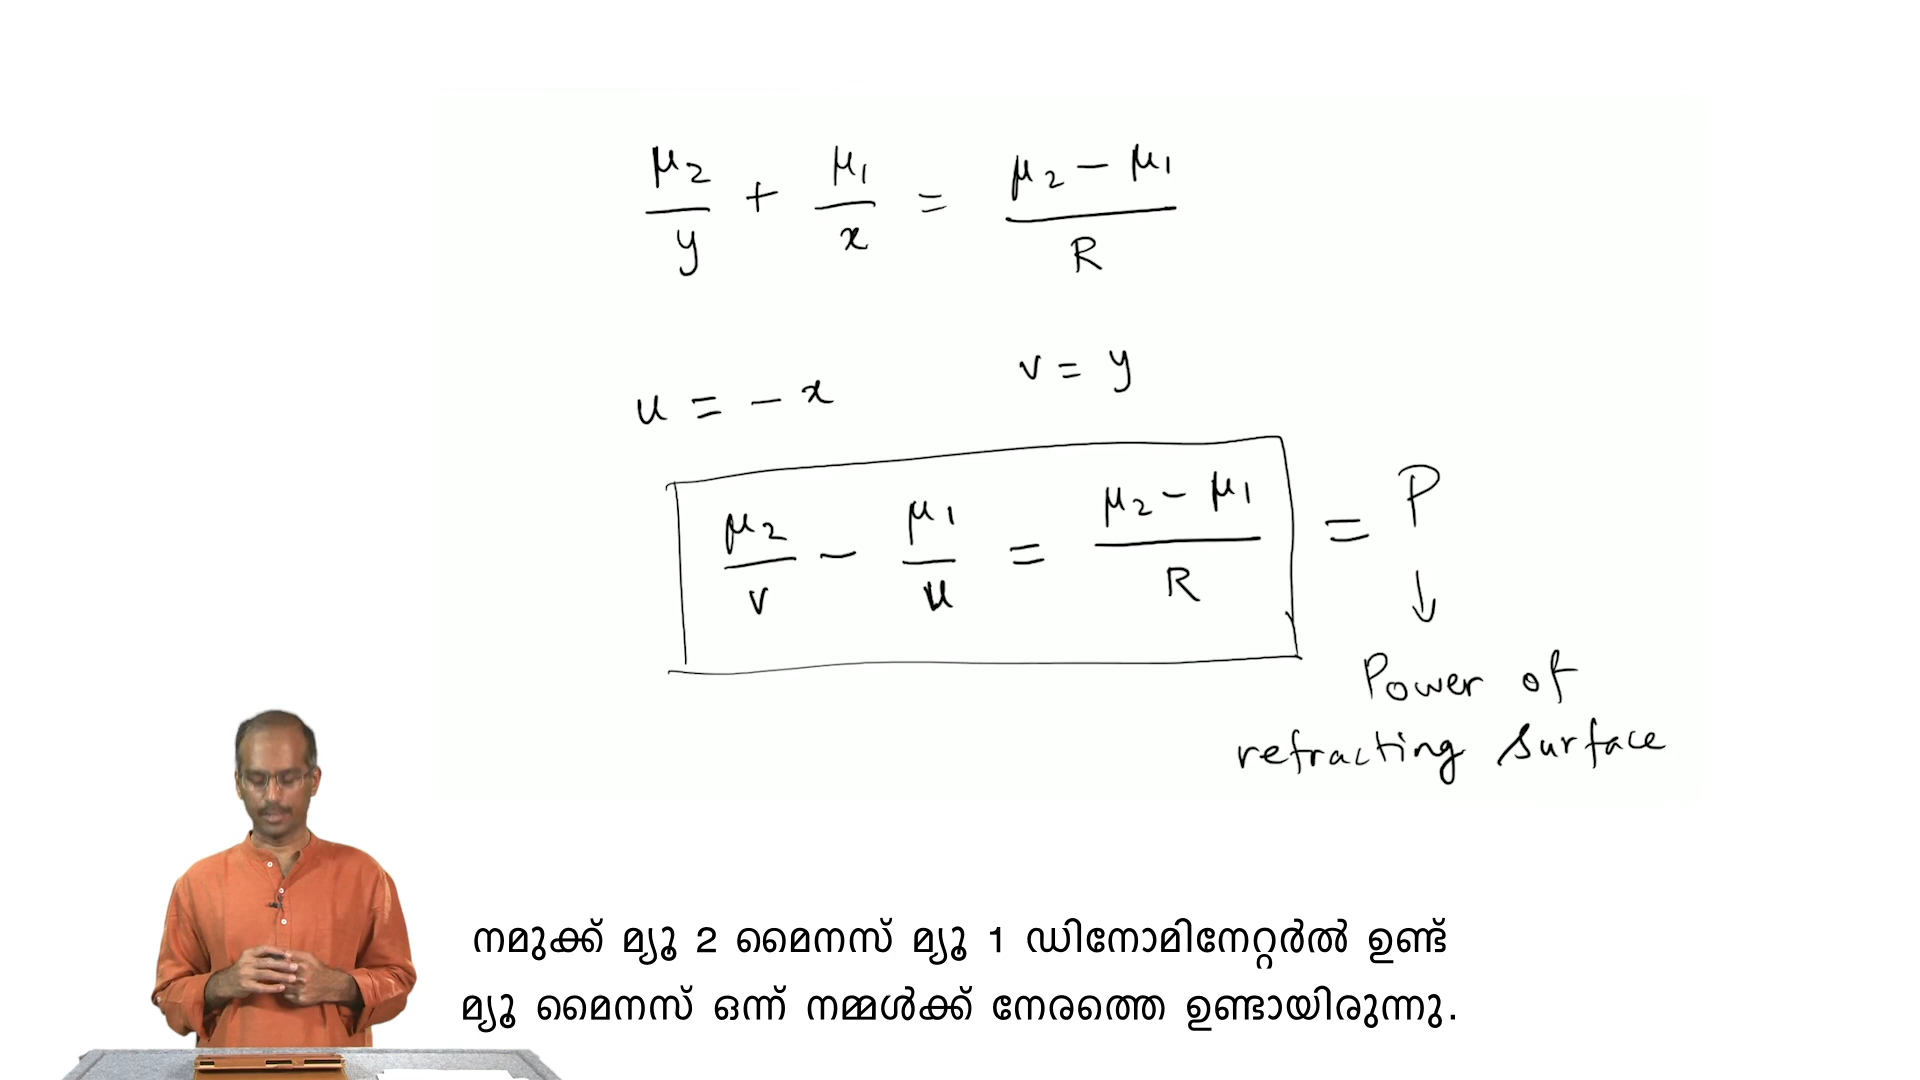 μ2/y + μ1/x = (μ2 − μ1)/R
u = − x
v = y
μ2/v − μ1/u = (μ2 − μ1)/R = P
↓
Power of
refracting surface
നമുക്ക് മ്യൂ 2 മൈനസ് മ്യൂ 1 ഡിനോമിനേറ്റർൽ ഉണ്ട്
മ്യൂ മൈനസ് ഒന്ന് നമ്മൾക്ക് നേരത്തെ ഉണ്ടായിരുന്നു.